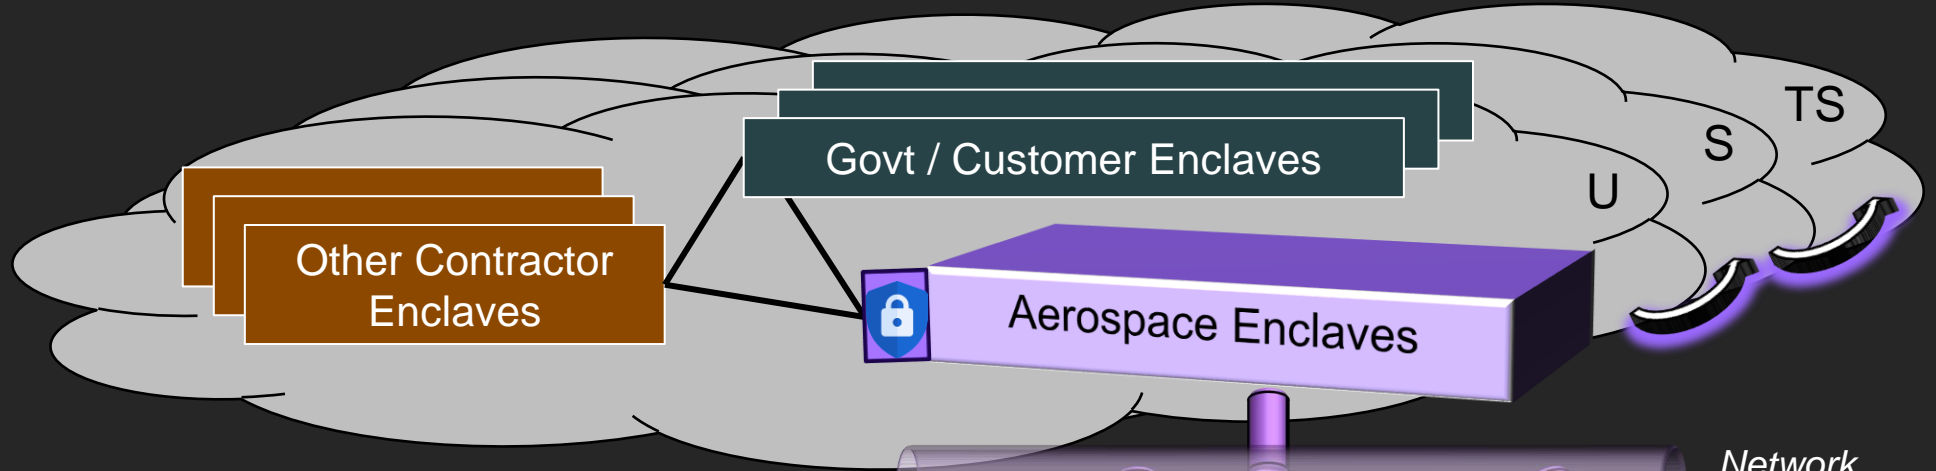 TS
S
Govt / Customer Enclaves
U
Other Contractor
Enclaves
Aerospace Enclaves
Network